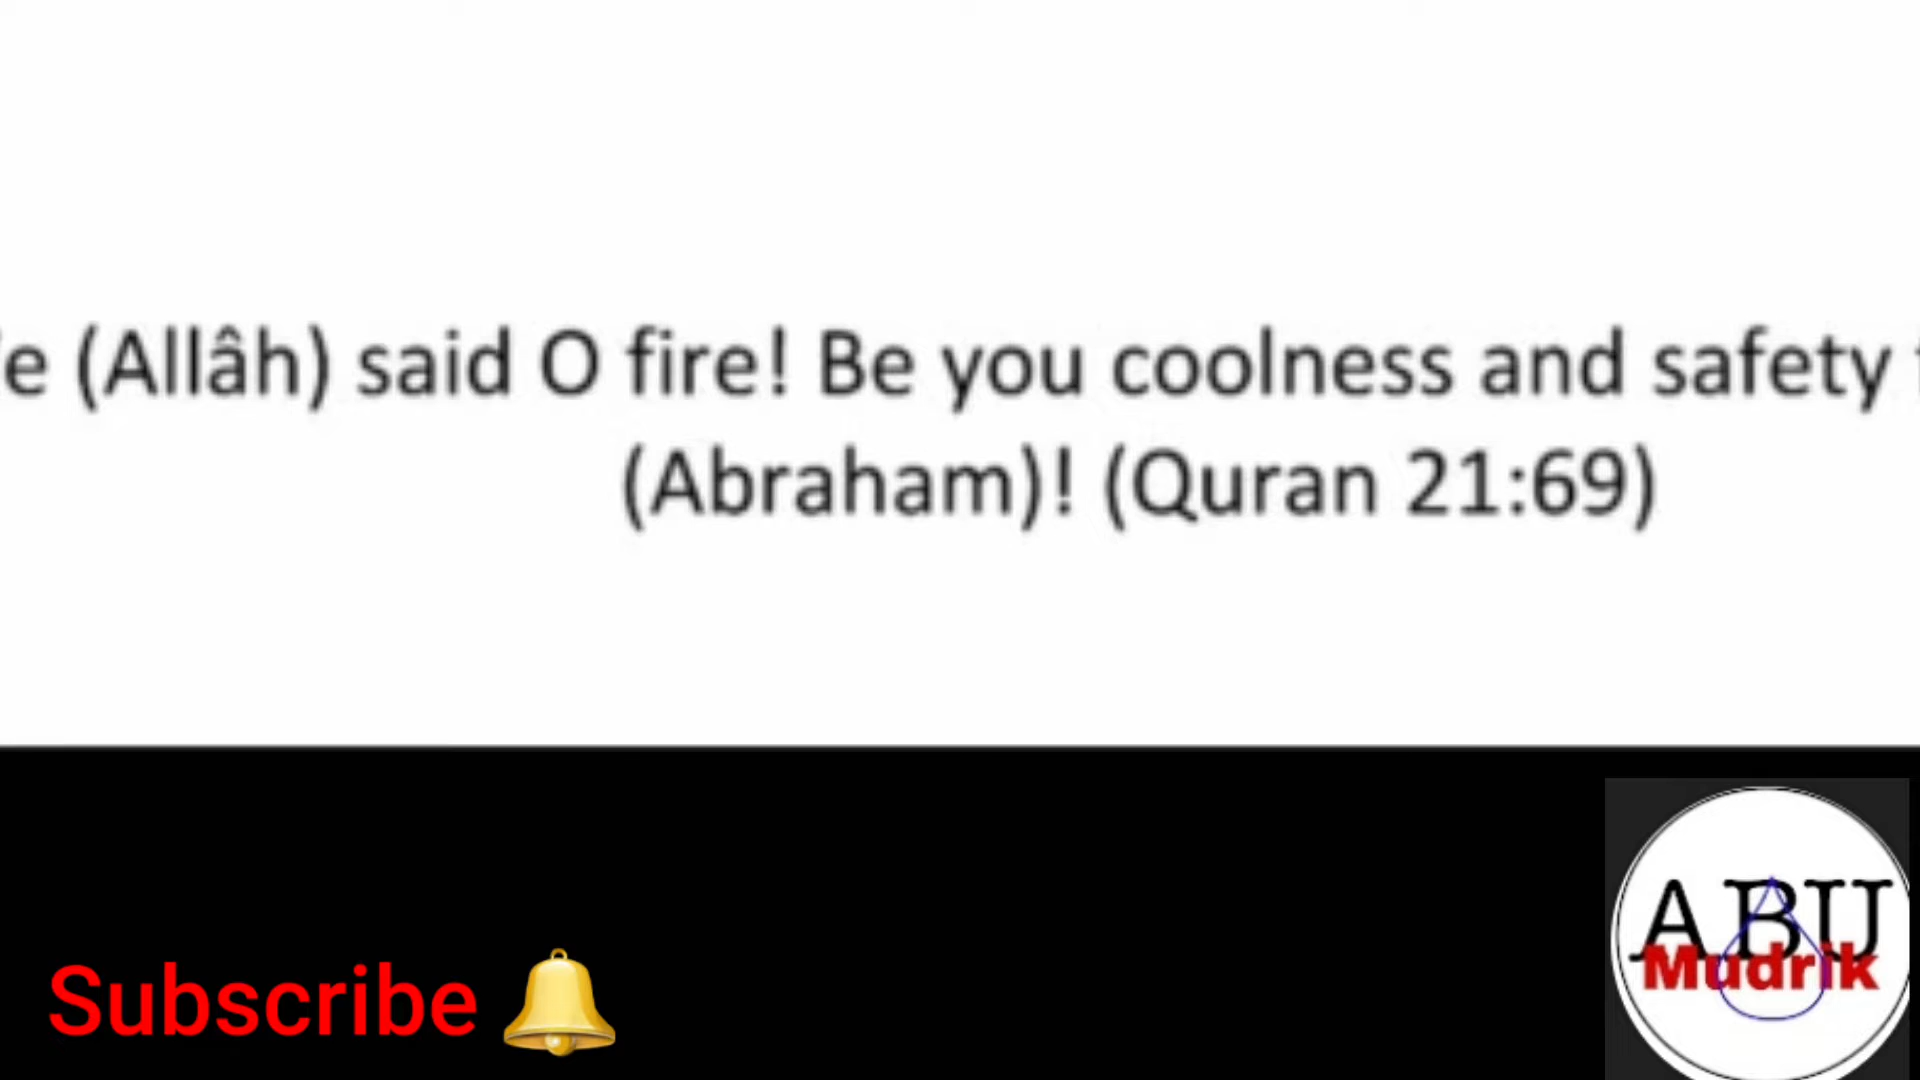 e (Allâh) said O fire! Be you coolness and safety
(Abraham)! (Quran 21:69)
Subscribe
ABU
Mudrik